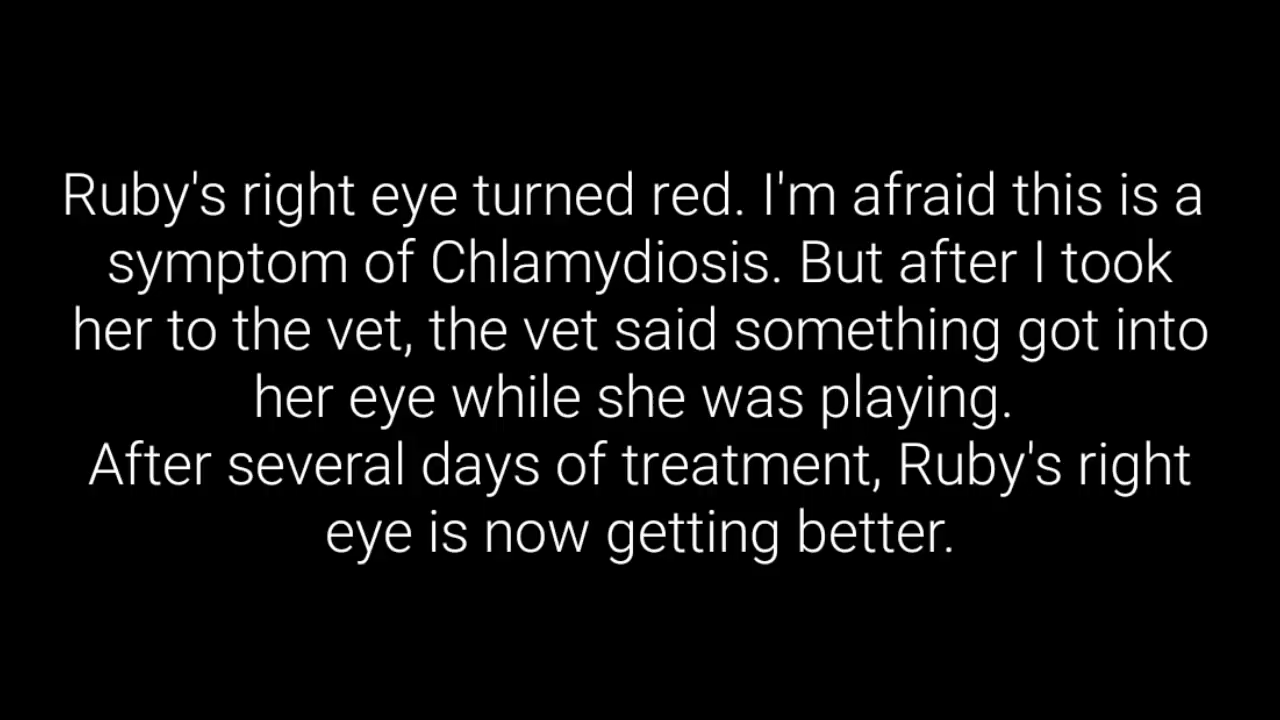 Ruby's right eye turned red. I'm afraid this is a
symptom of Chlamydiosis. But after I took
her to the vet, the vet said something got into
her eye while she was playing.
After several days of treatment, Ruby's right
eye is now getting better.